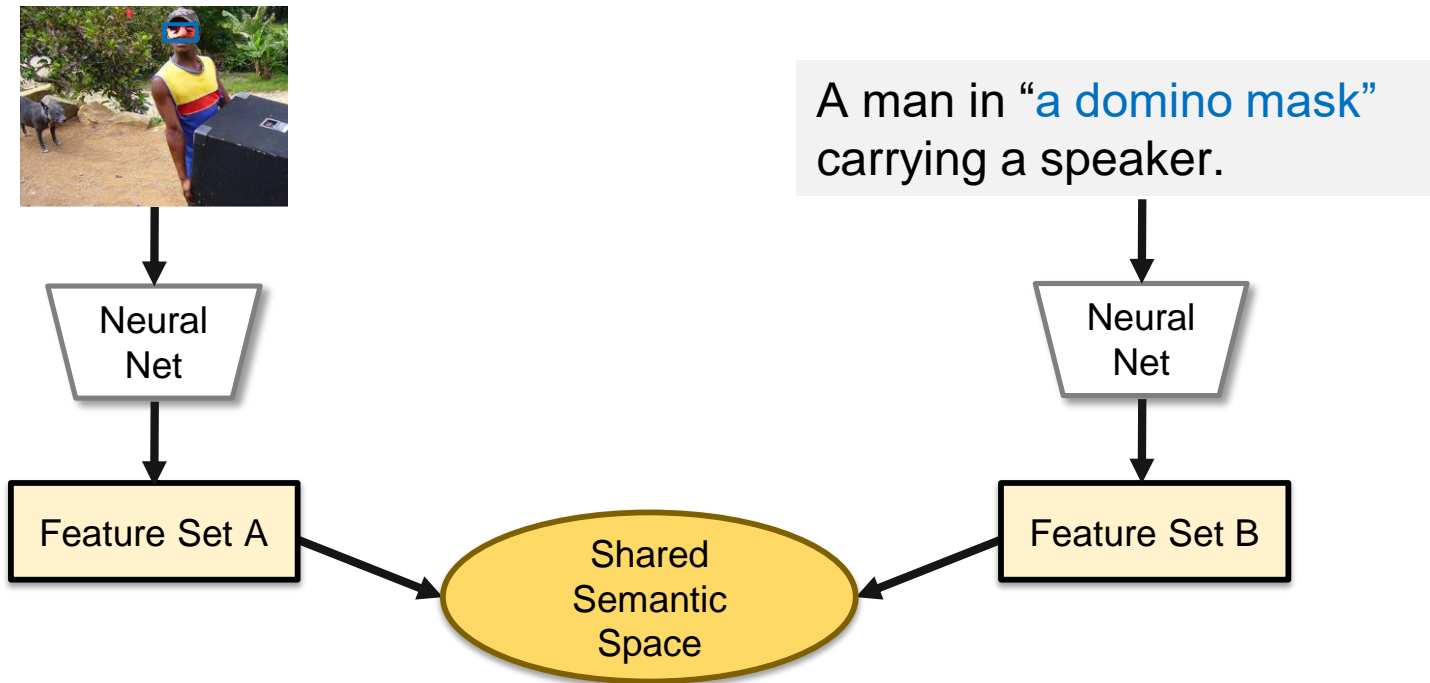 A man in “a domino mask”
carrying a speaker.
Neural
Net
Neural
Net
Feature Set A
Feature Set B
Shared
Semantic
Space